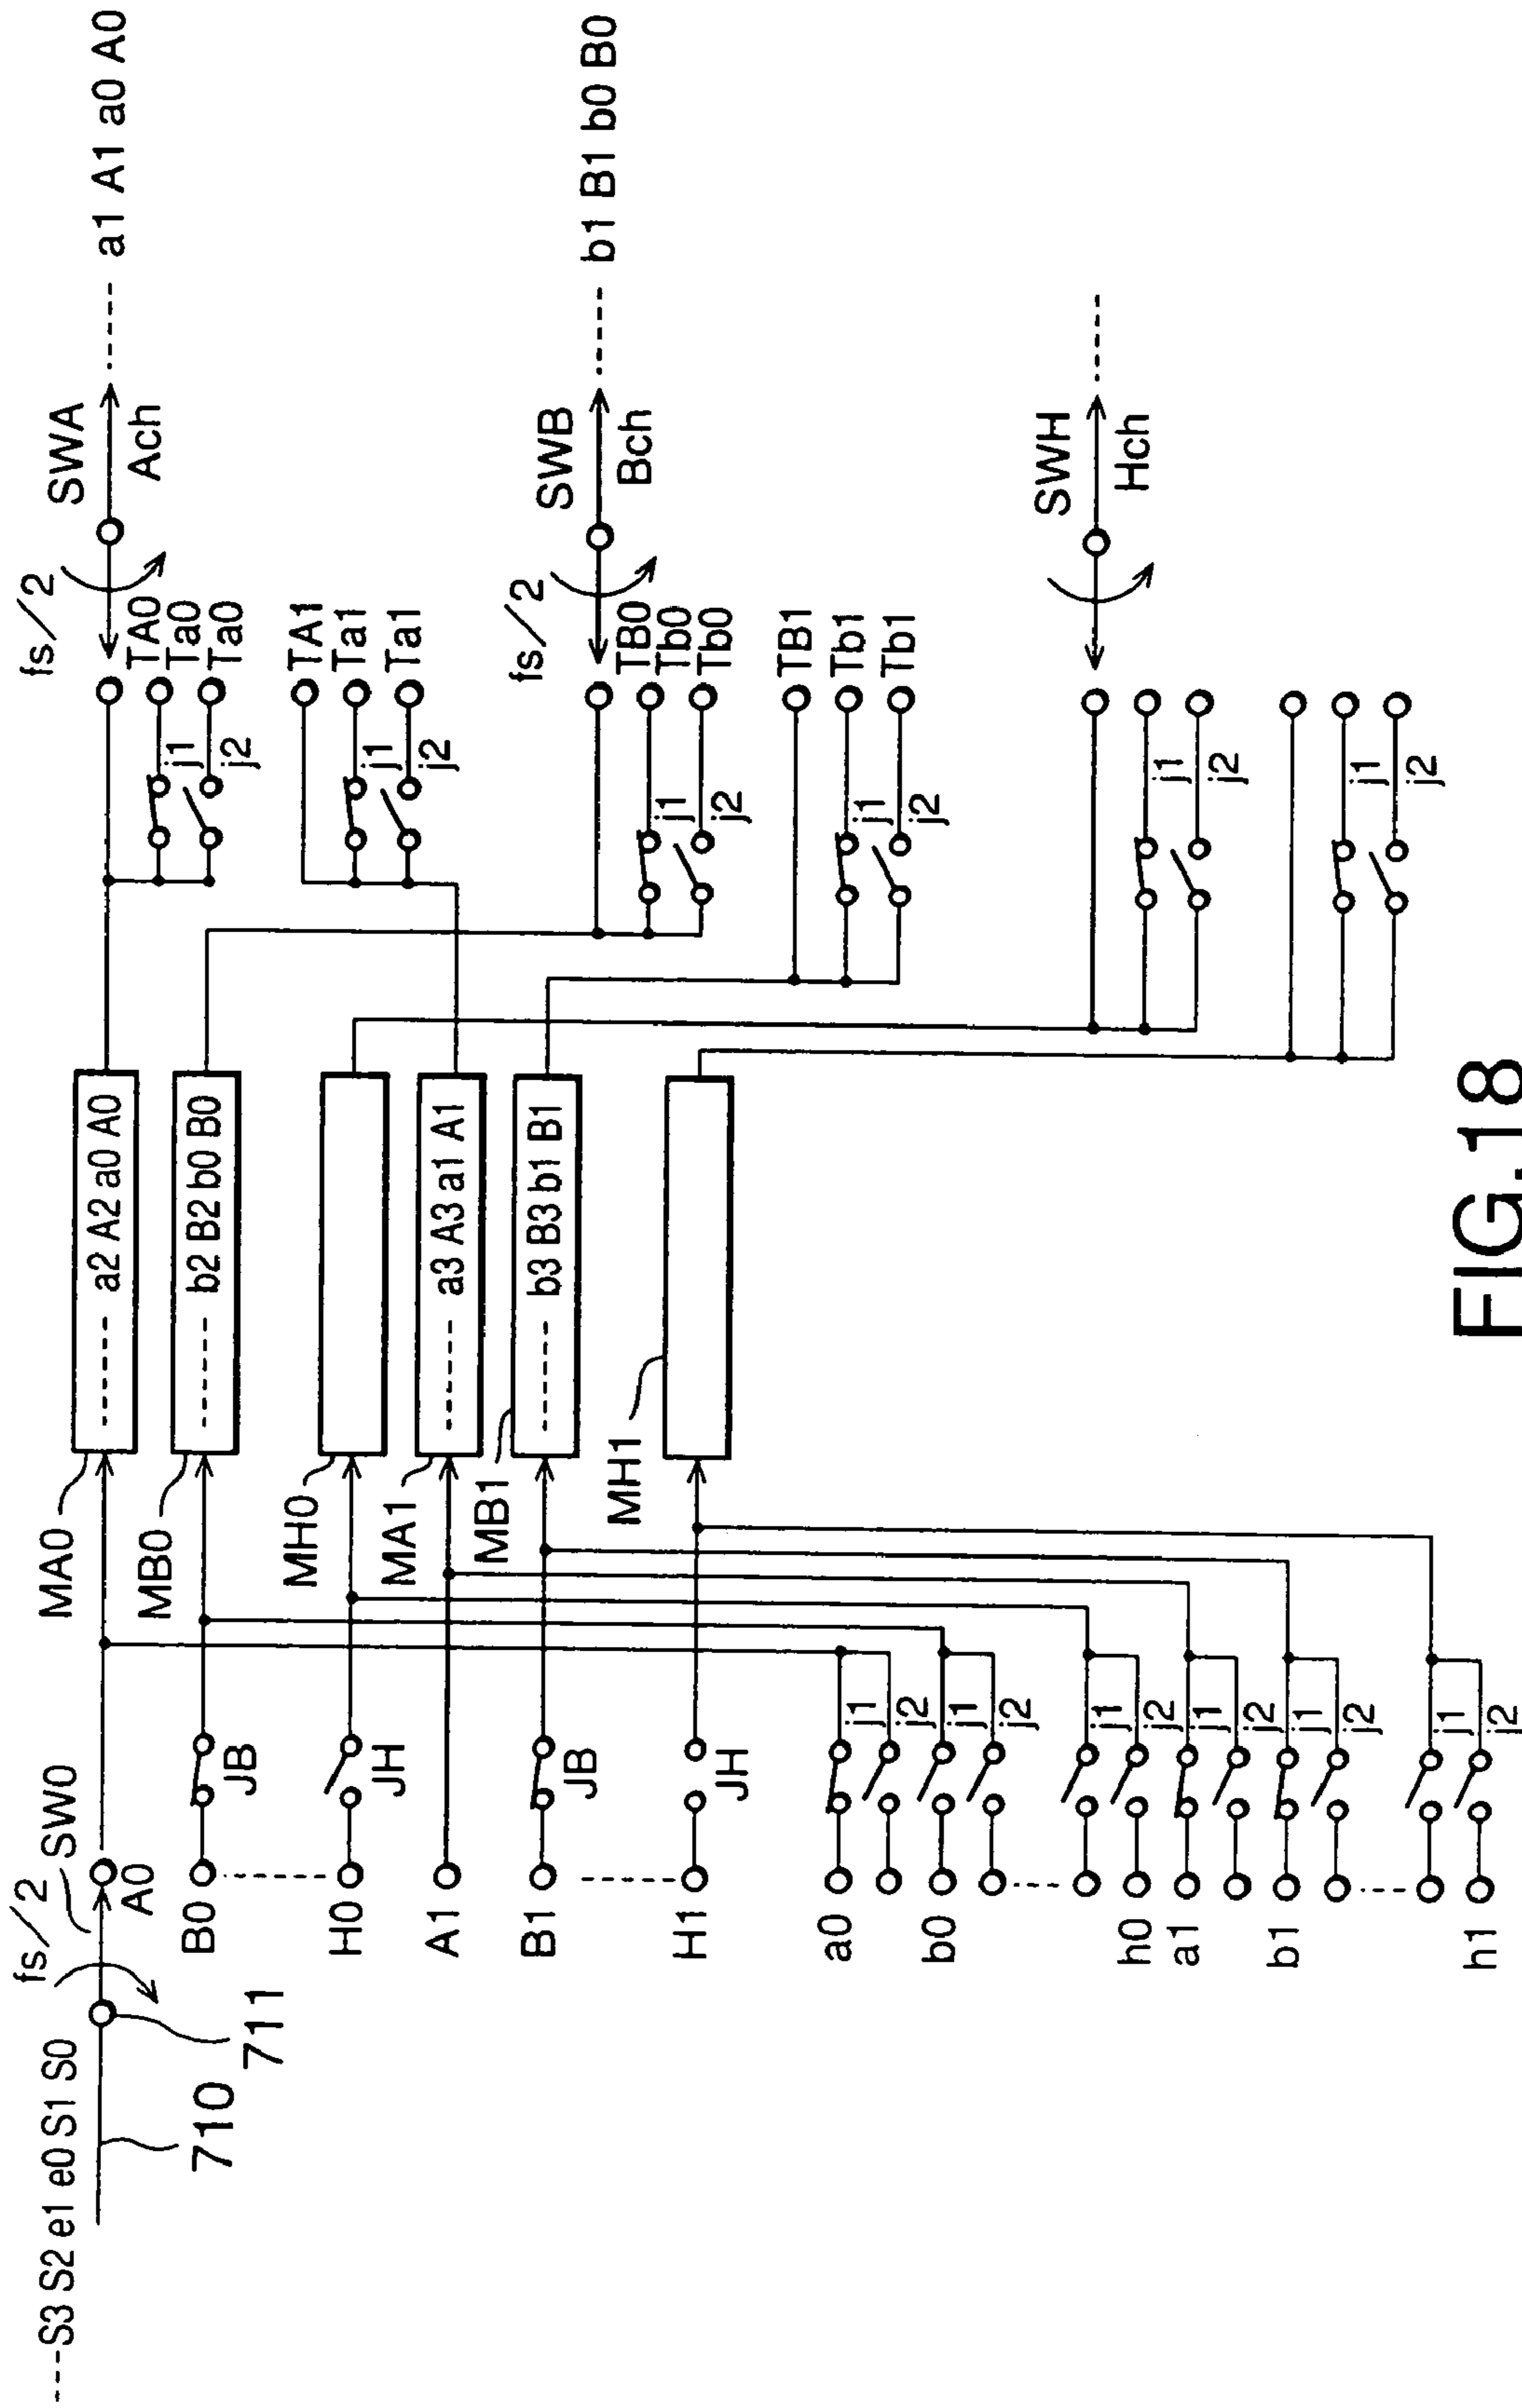 ----S3 S2 e1 e0 S1 S0
710
711
fs/2
SW0
A0
B0
JB
H0
JH
A1
B1
JB
H1
JH
a0
j1
j2
b0
j1
j2
h0
j1
j2
a1
j1
j2
b1
j1
j2
h1
j1
j2
MA0
------- a2 A2 a0 A0
MB0
------- b2 B2 b0 B0
MH0
MA1
------ a3 A3 a1 A1
MB1
------ b3 B3 b1 B1
MH1
fs/2
SWA
Ach
----- a1 A1 a0 A0
TA0
Ta0
Ta0
j1
j2
TA1
Ta1
Ta1
j1
j2
fs/2
SWB
Bch
----- b1 B1 b0 B0
TB0
Tb0
Tb0
j1
j2
TB1
Tb1
Tb1
j1
j2
SWH
Hch
-----
j1
j2
j1
j2
FIG.18